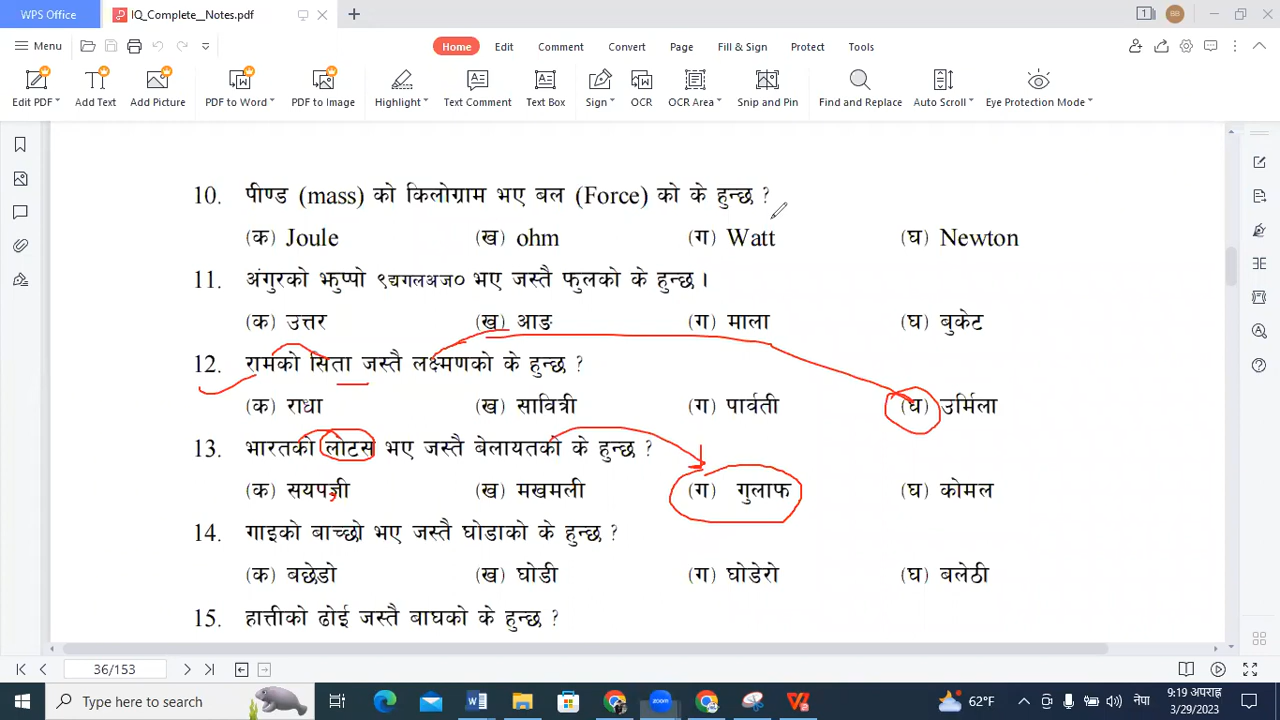 WPS Office
IQ_Complete_Notes.pdf
BB
Menu
Home Edit Comment Convert Page Fill & Sign Protect Tools
Edit PDF Add Text Add Picture PDF to Word PDF to Image Highlight Text Comment Text Box Sign OCR OCR Area Snip and Pin Find and Replace Auto Scroll Eye Protection Mode
10. पीण्ड (mass) को किलोग्राम भए बल (Force) को के हुन्छ ?
(क) Joule (ख) ohm (ग) Watt (घ) Newton
11. अंगुरको झुप्पो ९द्यगलअज० भए जस्तै फुलको के हुन्छ ।
(क) उत्तर (ख) आङ (ग) माला (घ) बुकेट
12. रामको सिता जस्तै लक्ष्मणको के हुन्छ ?
(क) राधा (ख) सावित्री (ग) पार्वती (घ) उर्मिला
13. भारतको लोटस भए जस्तै बेलायतको के हुन्छ ?
(क) सयपत्री (ख) मखमली (ग) गुलाफ (घ) कोमल
14. गाइको बाच्छो भए जस्तै घोडाको के हुन्छ ?
(क) बछेडो (ख) घोडी (ग) घोडेरो (घ) बलेठी
15. हात्तीको ढोई जस्तै बाघको के हुन्छ ?
36/153
Type here to search
62°F
9:19 अपराह्न
3/29/2023